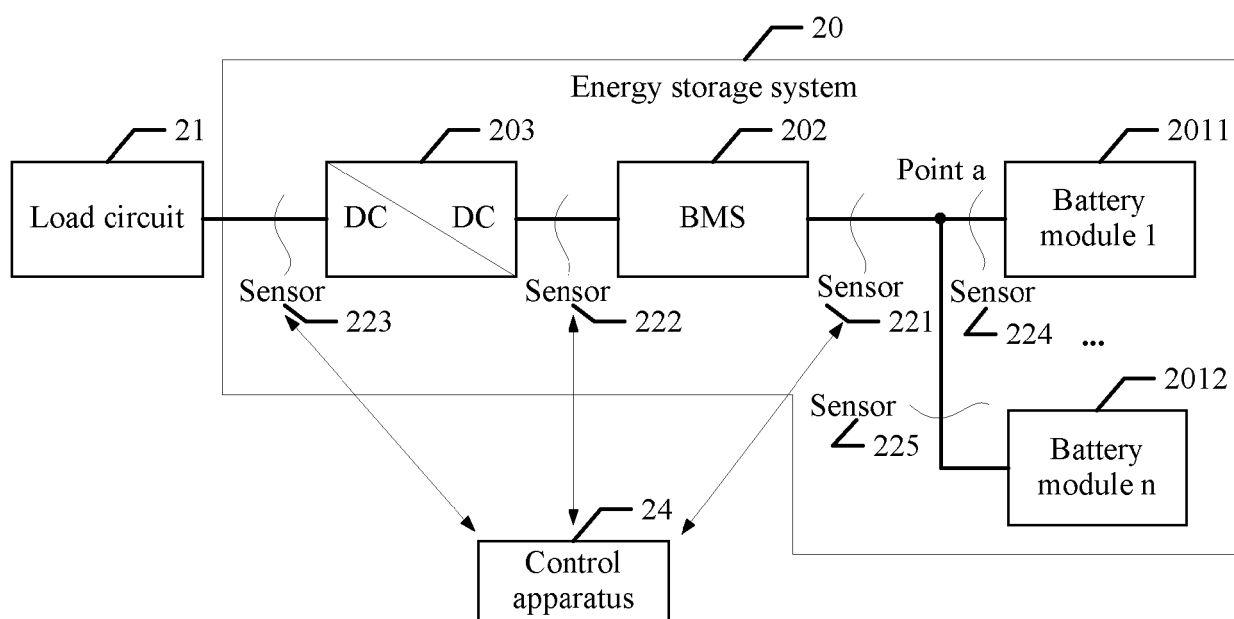 20
Energy storage system
21
203
202
2011
Point a
Load circuit
DC
DC
BMS
Battery
module 1
Sensor
223
Sensor
222
Sensor
221
Sensor
224
...
2012
Sensor
225
Battery
module n
24
Control
apparatus